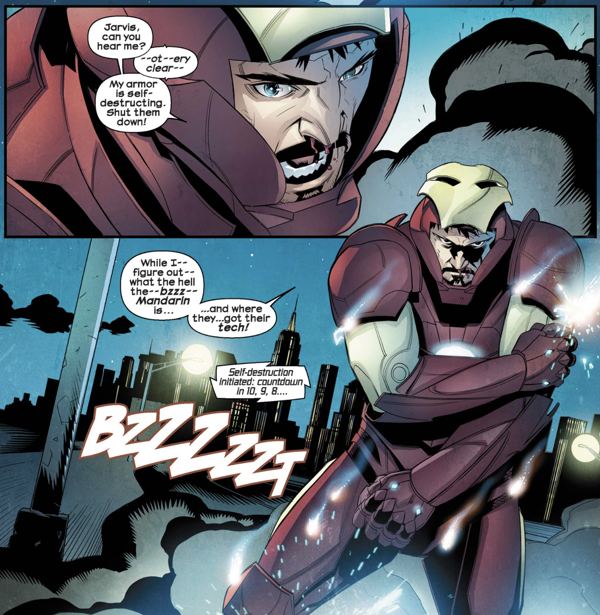 Jarvis,
can you
hear me?
--ot--ery
clear--
My armor
is self-
destructing.
Shut them
down!
While I--
figure out--
what the hell
the--bzzz--
Mandarin
is...
...and where
they...got their
tech!
Self-destruction
initiated: countdown
in 10, 9, 8....
BZZZZZZT